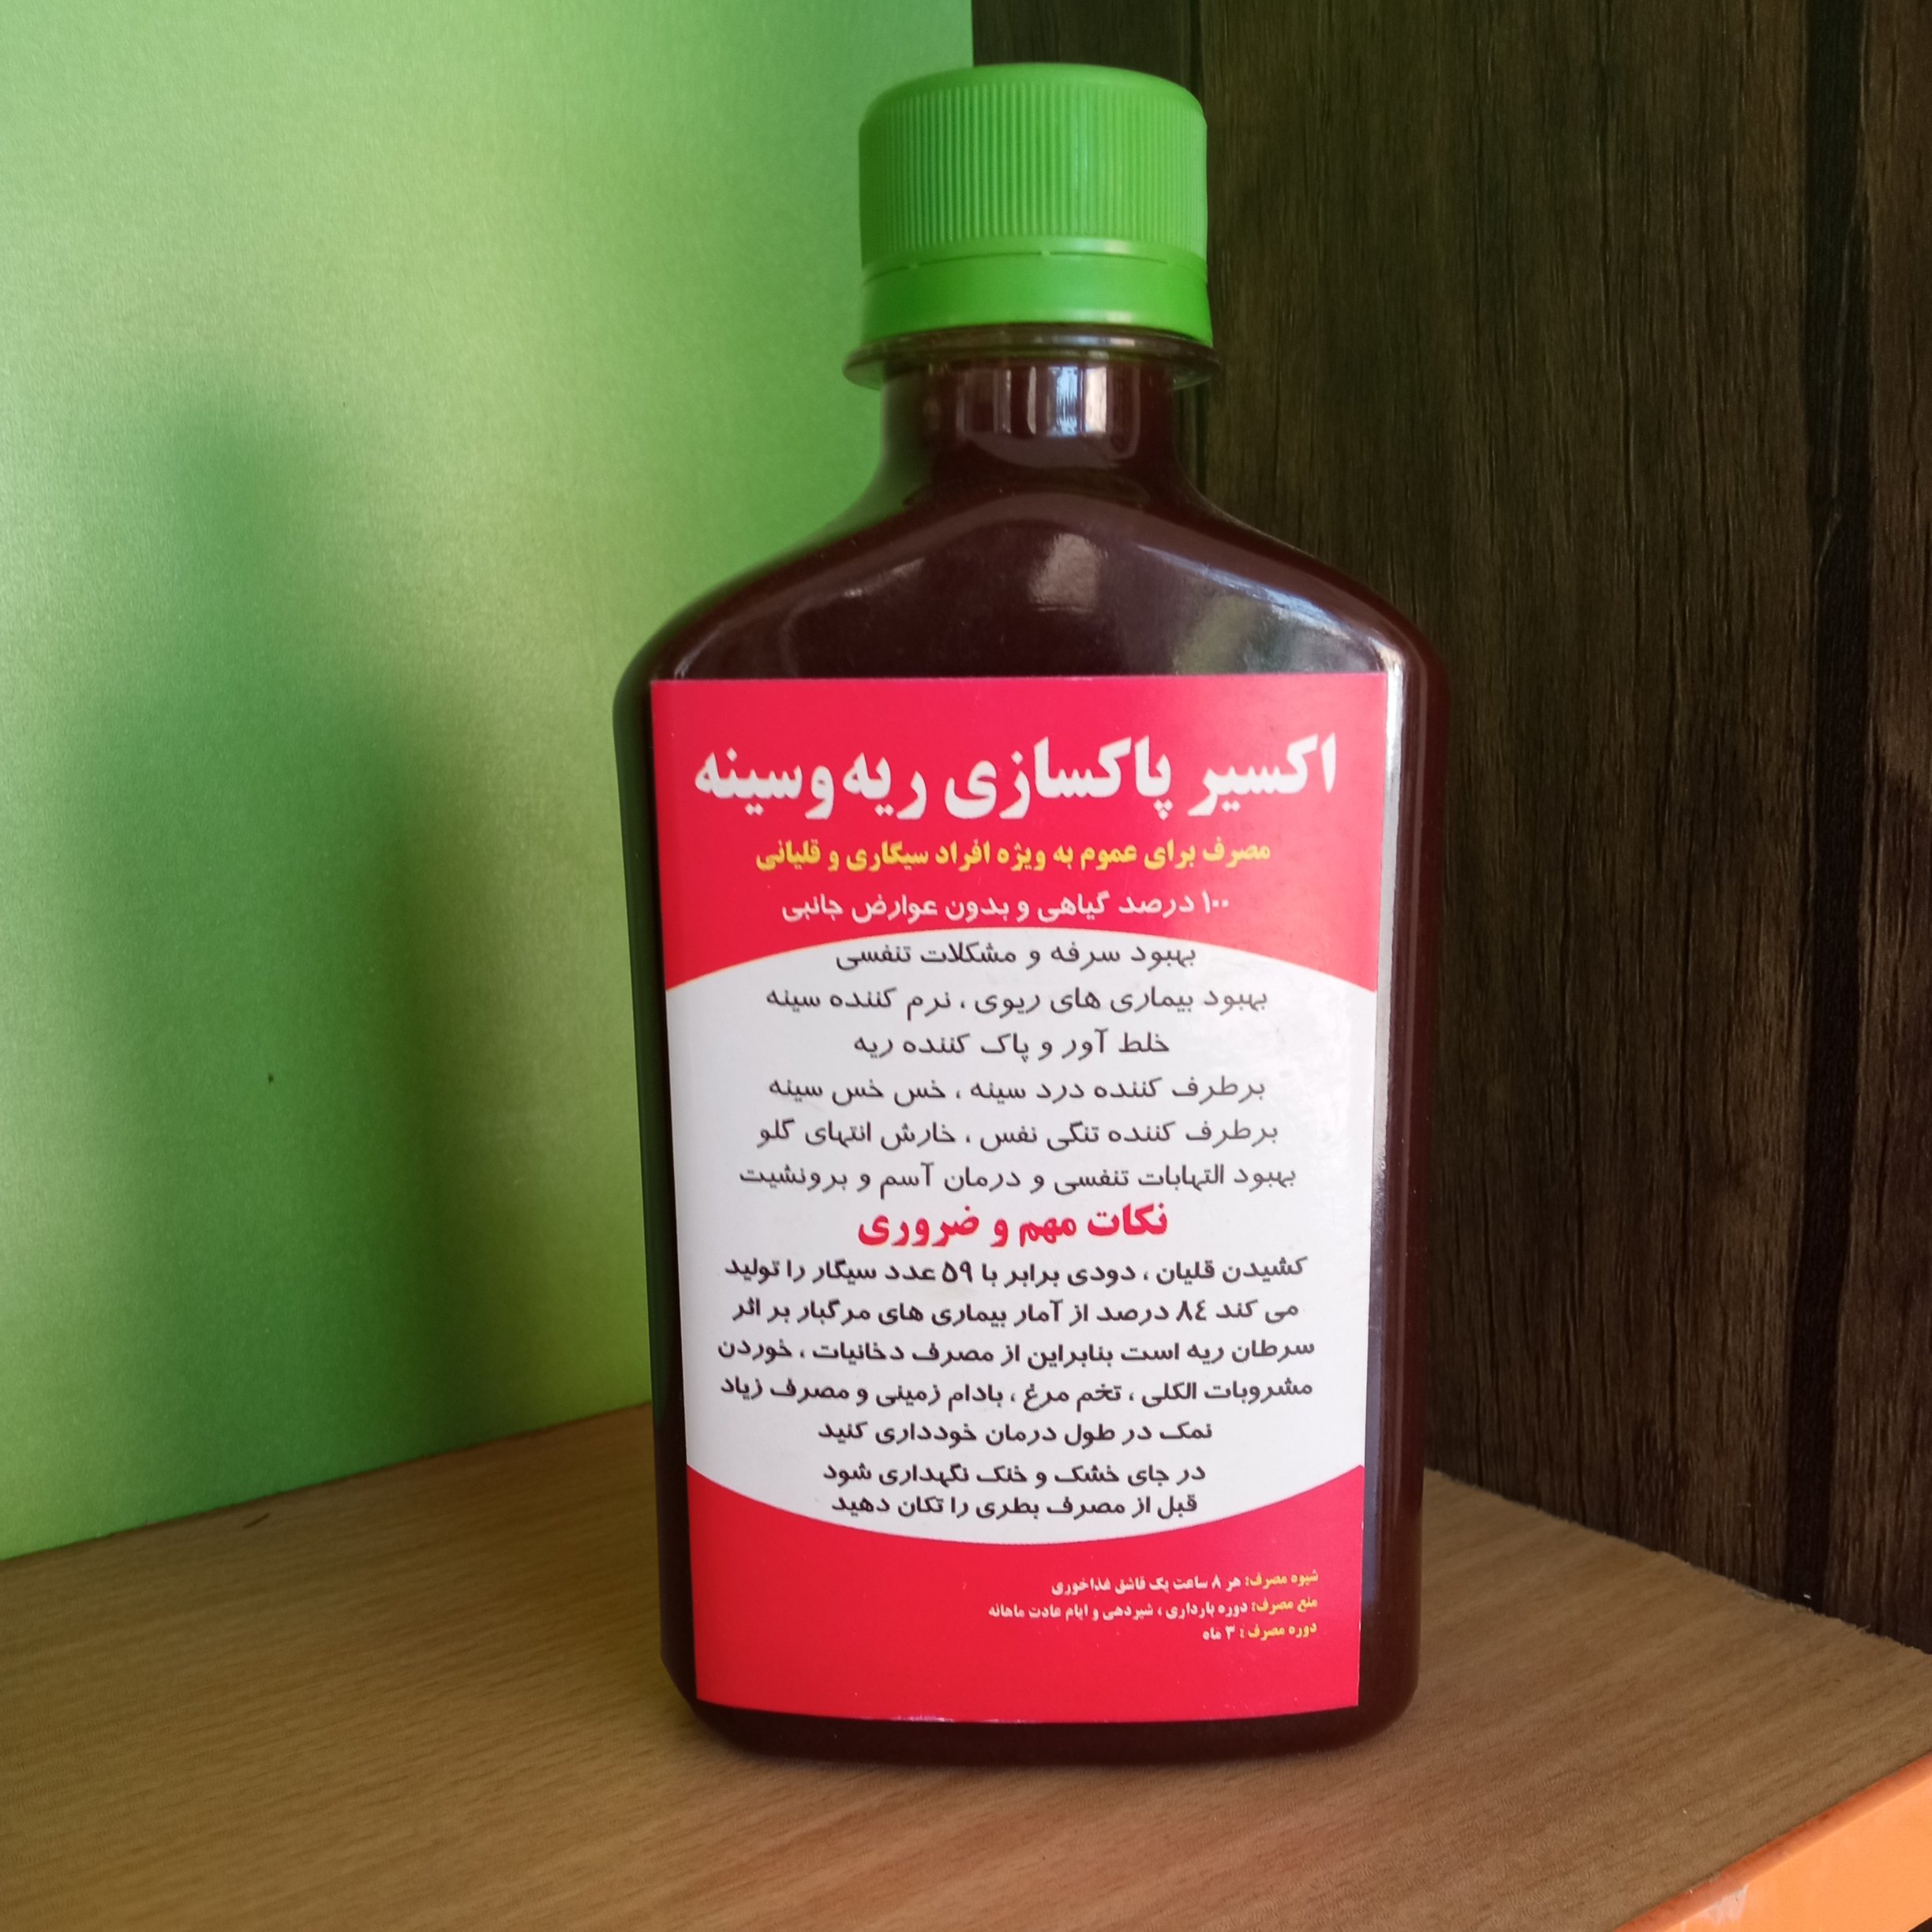 اکسیر پاکسازی ریه و سینه
مصرف برای عموم به ویژه افراد سیگاری و قلیانی
۱۰۰ درصد گیاهی و بدون عوارض جانبی
بهبود سرفه و مشکلات تنفسی
بهبود بیماری های ریوی ، نرم کننده سینه
خلط آور و پاک کننده ریه
برطرف کننده درد سینه ، خس خس سینه
برطرف کننده تنگی نفس ، خارش انتهای گلو
بهبود التهابات تنفسی و درمان آسم و برونشیت
نکات مهم و ضروری
کشیدن قلیان ، دودی برابر با ۵۹ عدد سیگار را تولید
می کند ۸٤ درصد از آمار بیماری های مرگبار بر اثر
سرطان ریه است بنابراین از مصرف دخانیات ، خوردن
مشروبات الکلی ، تخم مرغ ، بادام زمینی و مصرف زیاد
نمک در طول درمان خودداری کنید
در جای خشک و خنک نگهداری شود
قبل از مصرف بطری را تکان دهید
شیوه مصرف: هر ۸ ساعت یک قاشق غذاخوری
منع مصرف: دوره بارداری ، شیردهی و ایام عادت ماهانه
دوره مصرف : ۳ ماه